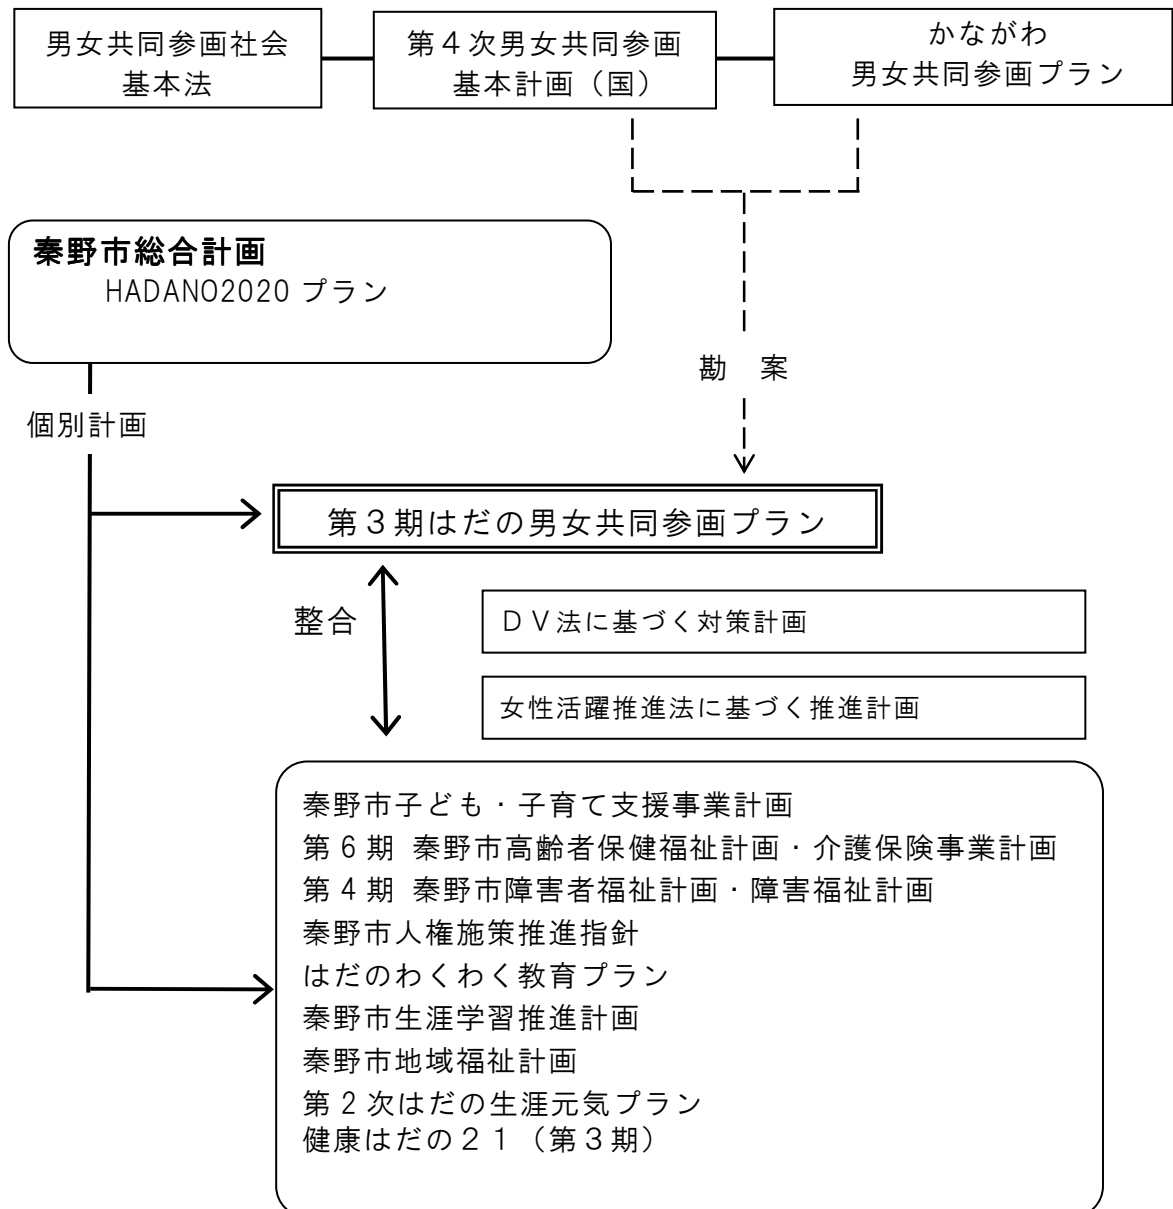 男女共同参画社会
基本法
第４次男女共同参画
基本計画（国）
かながわ
男女共同参画プラン
秦野市総合計画
HADANO2020 プラン
勘　案
個別計画
第３期はだの男女共同参画プラン
整合
ＤＶ法に基づく対策計画
女性活躍推進法に基づく推進計画
秦野市子ども・子育て支援事業計画
第６期 秦野市高齢者保健福祉計画・介護保険事業計画
第４期 秦野市障害者福祉計画・障害福祉計画
秦野市人権施策推進指針
はだのわくわく教育プラン
秦野市生涯学習推進計画
秦野市地域福祉計画
第２次はだの生涯元気プラン
健康はだの２１（第３期）